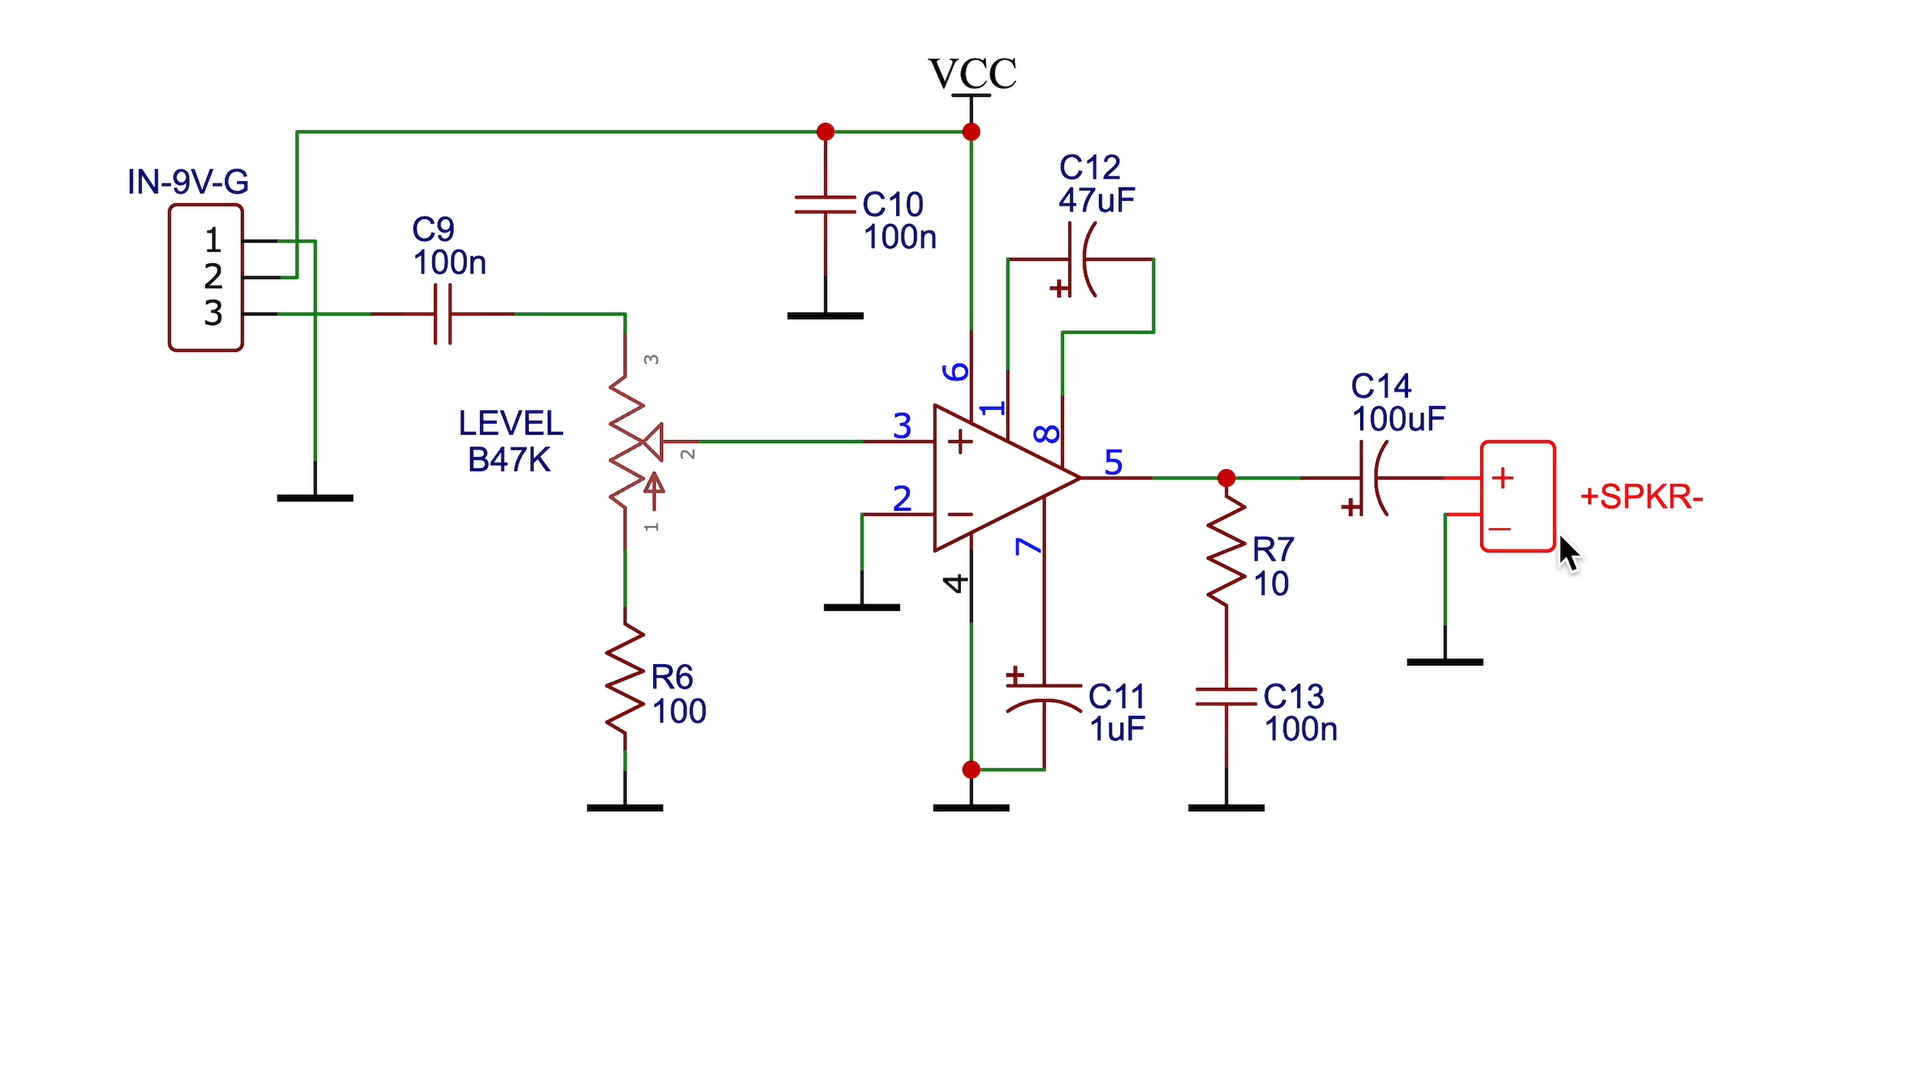 VCC
IN-9V-G
1
2
3
C9
100n
C10
100n
C12
47uF
LEVEL
B47K
3
2
1
6
1
8
3
2
5
7
4
+
−
C14
100uF
+
−
+SPKR-
R7
10
R6
100
+
C11
1uF
C13
100n
+
+